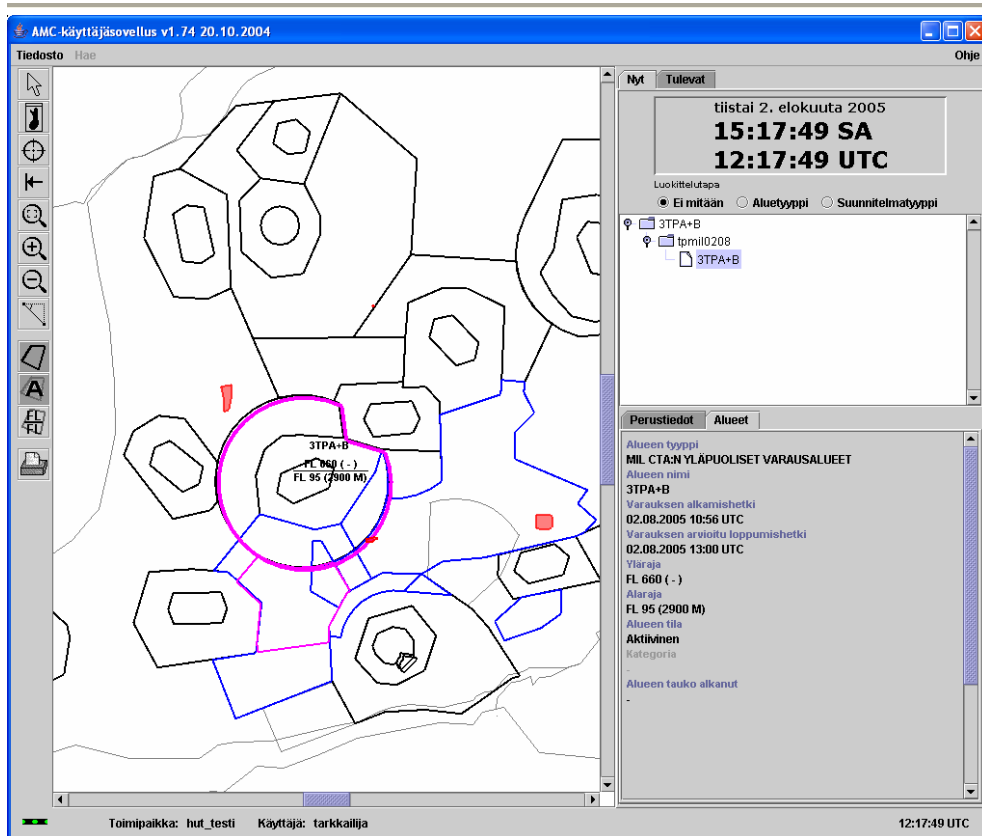 AMC-käyttäjäsovellus v1.74 20.10.2004
Tiedosto Hae Ohje
A
FL
FL
3TPA+B
FL 660 ( - )
FL 95 (2900 M)
Nyt Tulevat
tiistai 2. elokuuta 2005
15:17:49 SA
12:17:49 UTC
Luokittelutapa
Ei mitään Aluetyyppi Suunnitelmatyyppi
3TPA+B
tpmil0208
3TPA+B
Perustiedot Alueet
Alueen tyyppi
MIL CTA:N YLÄPUOLISET VARAUSALUEET
Alueen nimi
3TPA+B
Varauksen alkamishetki
02.08.2005 10:56 UTC
Varauksen arvioitu loppumishetki
02.08.2005 13:00 UTC
Yläraja
FL 660 ( - )
Alaraja
FL 95 (2900 M)
Alueen tila
Aktiivinen
Kategoria
-
Alueen tauko alkanut
-
Toimipaikka: hut_testi Käyttäjä: tarkkailija 12:17:49 UTC